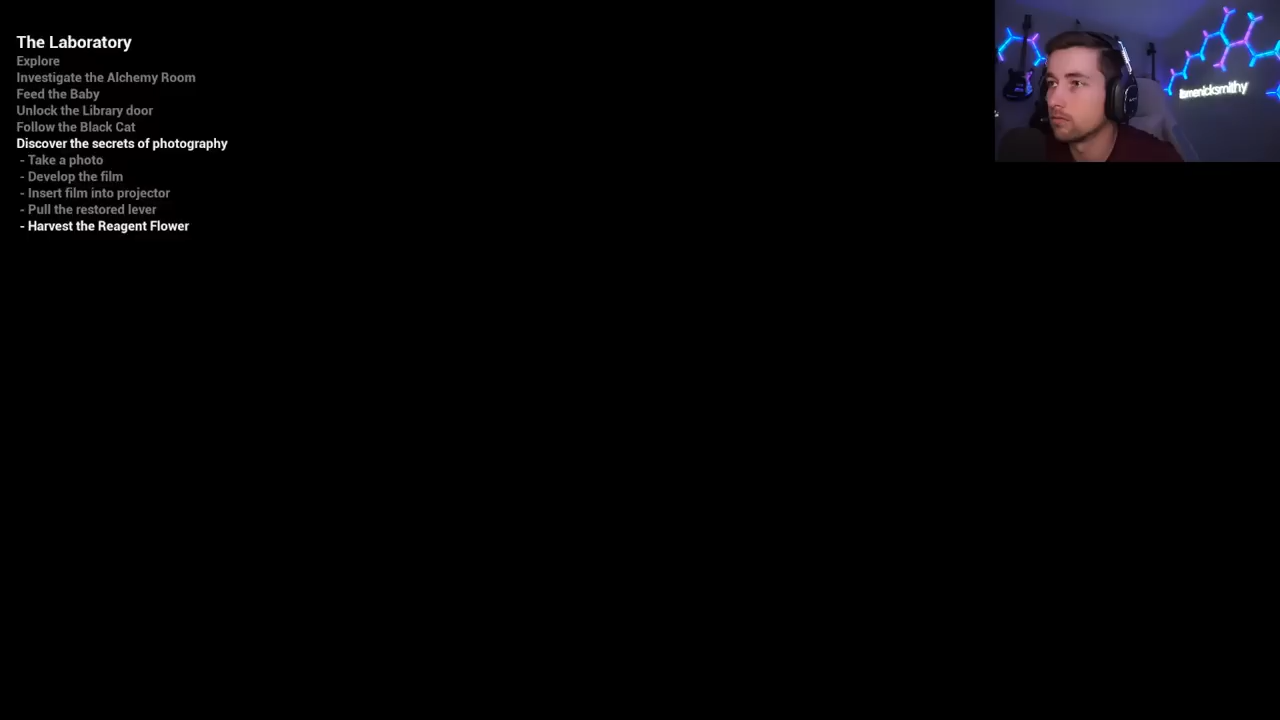 The Laboratory
Explore
Investigate the Alchemy Room
Feed the Baby
Unlock the Library door
Follow the Black Cat
Discover the secrets of photography
- Take a photo
- Develop the film
- Insert film into projector
- Pull the restored lever
- Harvest the Reagent Flower